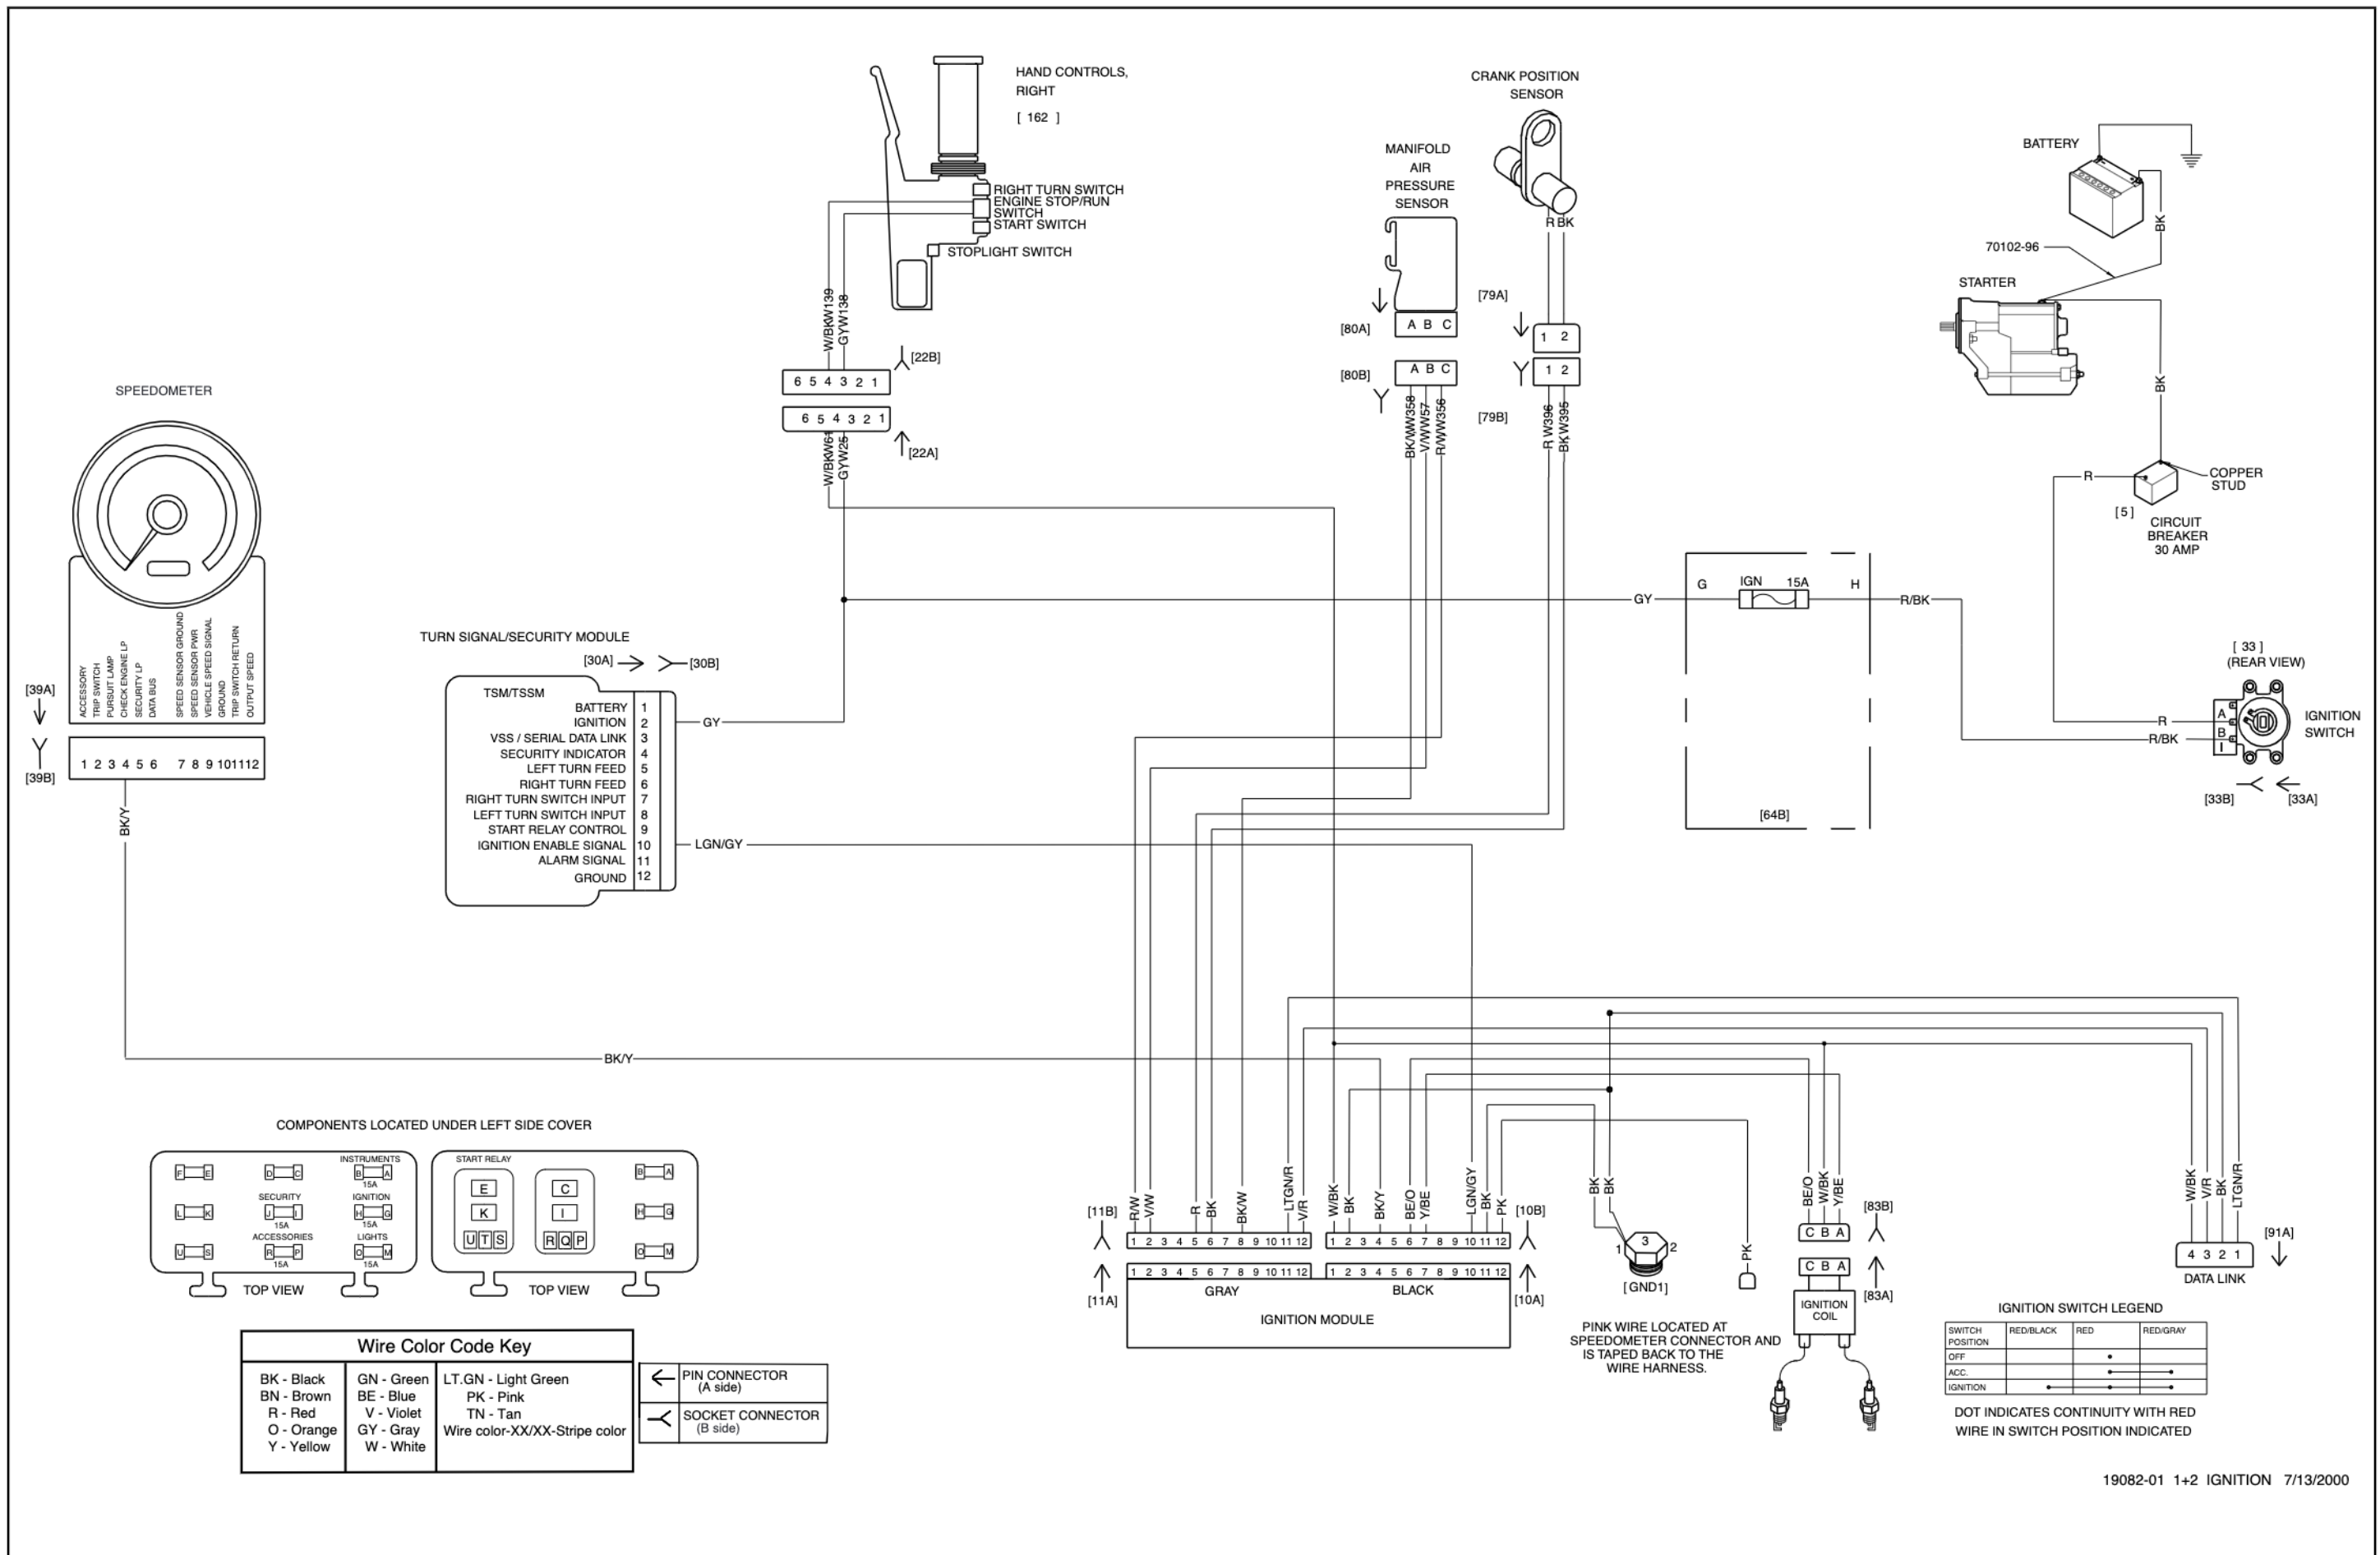 HAND CONTROLS,
RIGHT
[ 162 ]
RIGHT TURN SWITCH
ENGINE STOP/RUN
SWITCH
START SWITCH
STOPLIGHT SWITCH
W/BKW139
GYW138
[22B]
6 5 4 3 2 1
6 5 4 3 2 1
[22A]
W/BKW61
GYW25
CRANK POSITION
SENSOR
R BK
[79A]
1 2
1 2
[79B]
R W396
BKW395
MANIFOLD
AIR
PRESSURE
SENSOR
[80A]
A B C
[80B]
A B C
BK/WW358
V/WW57
R/WW356
BATTERY
BK
70102-96
STARTER
BK
R
COPPER
STUD
[ 5 ]
CIRCUIT
BREAKER
30 AMP
SPEEDOMETER
ACCESSORY
TRIP SWITCH
PURSUIT LAMP
CHECK ENGINE LP
SECURITY LP
DATA BUS
SPEED SENSOR GROUND
SPEED SENSOR PWR
VEHICLE SPEED SIGNAL
GROUND
TRIP SWITCH RETURN
OUTPUT SPEED
[39A]
[39B]
1 2 3 4 5 6 7 8 9 10 11 12
BK/Y
BK/Y
TURN SIGNAL/SECURITY MODULE
[30A]
[30B]
TSM/TSSM
BATTERY 1
IGNITION 2
VSS / SERIAL DATA LINK 3
SECURITY INDICATOR 4
LEFT TURN FEED 5
RIGHT TURN FEED 6
RIGHT TURN SWITCH INPUT 7
LEFT TURN SWITCH INPUT 8
START RELAY CONTROL 9
IGNITION ENABLE SIGNAL 10
ALARM SIGNAL 11
GROUND 12
GY
LGN/GY
GY
G IGN 15A H
R/BK
[64B]
[ 33 ]
(REAR VIEW)
IGNITION
SWITCH
R
R/BK
A
B
I
[33B]
[33A]
COMPONENTS LOCATED UNDER LEFT SIDE COVER
F E
D C
INSTRUMENTS
B A
15A
L K
SECURITY
J I
15A
IGNITION
H G
15A
U S
ACCESSORIES
R P
15A
LIGHTS
O M
15A
TOP VIEW
START RELAY
E
K
U T S
C
I
R Q P
B A
H G
O M
TOP VIEW
Wire Color Code Key
BK - Black
BN - Brown
R - Red
O - Orange
Y - Yellow
GN - Green
BE - Blue
V - Violet
GY - Gray
W - White
LT.GN - Light Green
PK - Pink
TN - Tan
Wire color-XX/XX-Stripe color
PIN CONNECTOR
(A side)
SOCKET CONNECTOR
(B side)
[11B]
R/W
V/W
R
BK
BK/W
LTGN/R
V/R
W/BK
BK
BK/Y
BE/O
Y/BE
LGN/GY
BK
PK
[10B]
1 2 3 4 5 6 7 8 9 10 11 12
1 2 3 4 5 6 7 8 9 10 11 12
1 2 3 4 5 6 7 8 9 10 11 12
1 2 3 4 5 6 7 8 9 10 11 12
[11A]
GRAY
BLACK
[10A]
IGNITION MODULE
BK
BK
1 3 2
[ GND1]
PK
PINK WIRE LOCATED AT
SPEEDOMETER CONNECTOR AND
IS TAPED BACK TO THE
WIRE HARNESS.
BE/O
W/BK
Y/BE
[83B]
C B A
C B A
[83A]
IGNITION
COIL
W/BK
V/R
BK
LTGN/R
[91A]
4 3 2 1
DATA LINK
IGNITION SWITCH LEGEND
SWITCH
POSITION
RED/BLACK
RED
RED/GRAY
OFF
ACC.
IGNITION
DOT INDICATES CONTINUITY WITH RED
WIRE IN SWITCH POSITION INDICATED
19082-01 1+2 IGNITION 7/13/2000